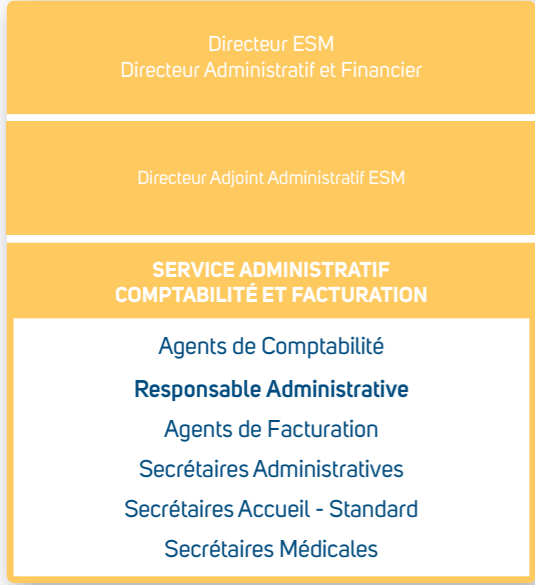 Directeur ESM
Directeur Administratif et Financier
Directeur Adjoint Administratif ESM
SERVICE ADMINISTRATIF
COMPTABILITÉ ET FACTURATION
Agents de Comptabilité
Responsable Administrative
Agents de Facturation
Secrétaires Administratives
Secrétaires Accueil - Standard
Secrétaires Médicales